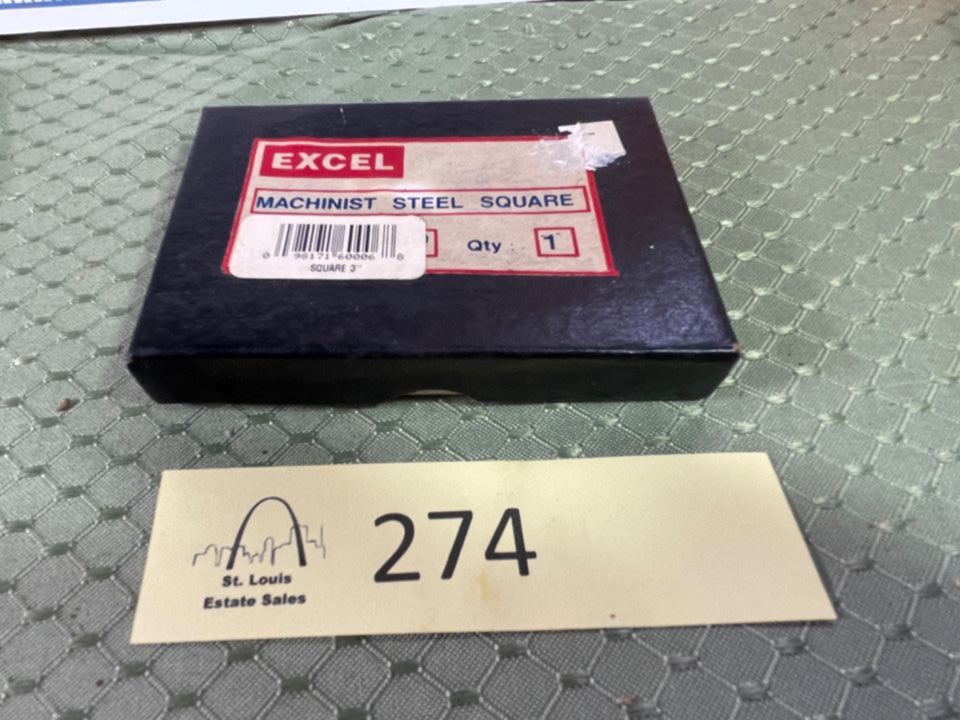 EXCEL
MACHINIST STEEL SQUARE
Qty : 1
0 98171 60006 8
SQUARE 3"
274
St. Louis
Estate Sales